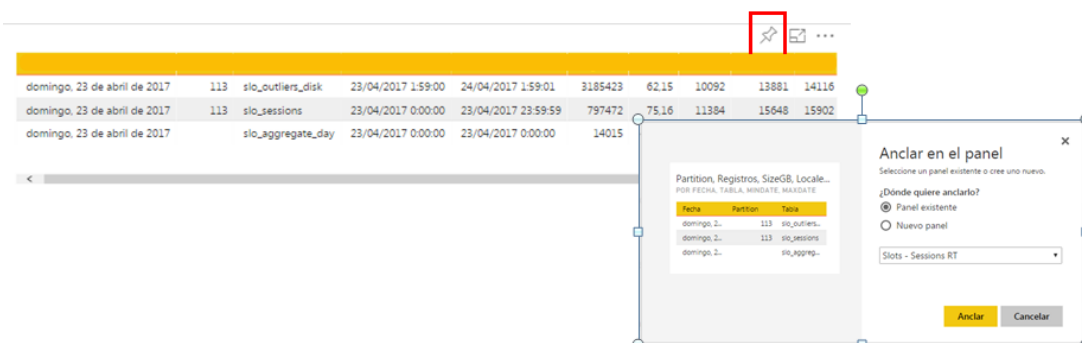 domingo, 23 de abril de 2017 113 slo_outliers_disk 23/04/2017 1:59:00 24/04/2017 1:59:01 3185423 62,15 10092 13881 14116
domingo, 23 de abril de 2017 113 slo_sessions 23/04/2017 0:00:00 23/04/2017 23:59:59 797472 75,16 11384 15648 15902
domingo, 23 de abril de 2017 slo_aggregate_day 23/04/2017 0:00:00 23/04/2017 0:00:00 14015
Partition, Registros, SizeGB, Locale...
POR FECHA, TABLA, MINDATE, MAXDATE
Fecha Partition Tabla
domingo, 2... 113 slo_outliers...
domingo, 2... 113 slo_sessions
domingo, 2... slo_aggreg...
Anclar en el panel
Seleccione un panel existente o cree uno nuevo.
¿Dónde quiere anclarlo?
Panel existente
Nuevo panel
Slots - Sessions RT
Anclar Cancelar